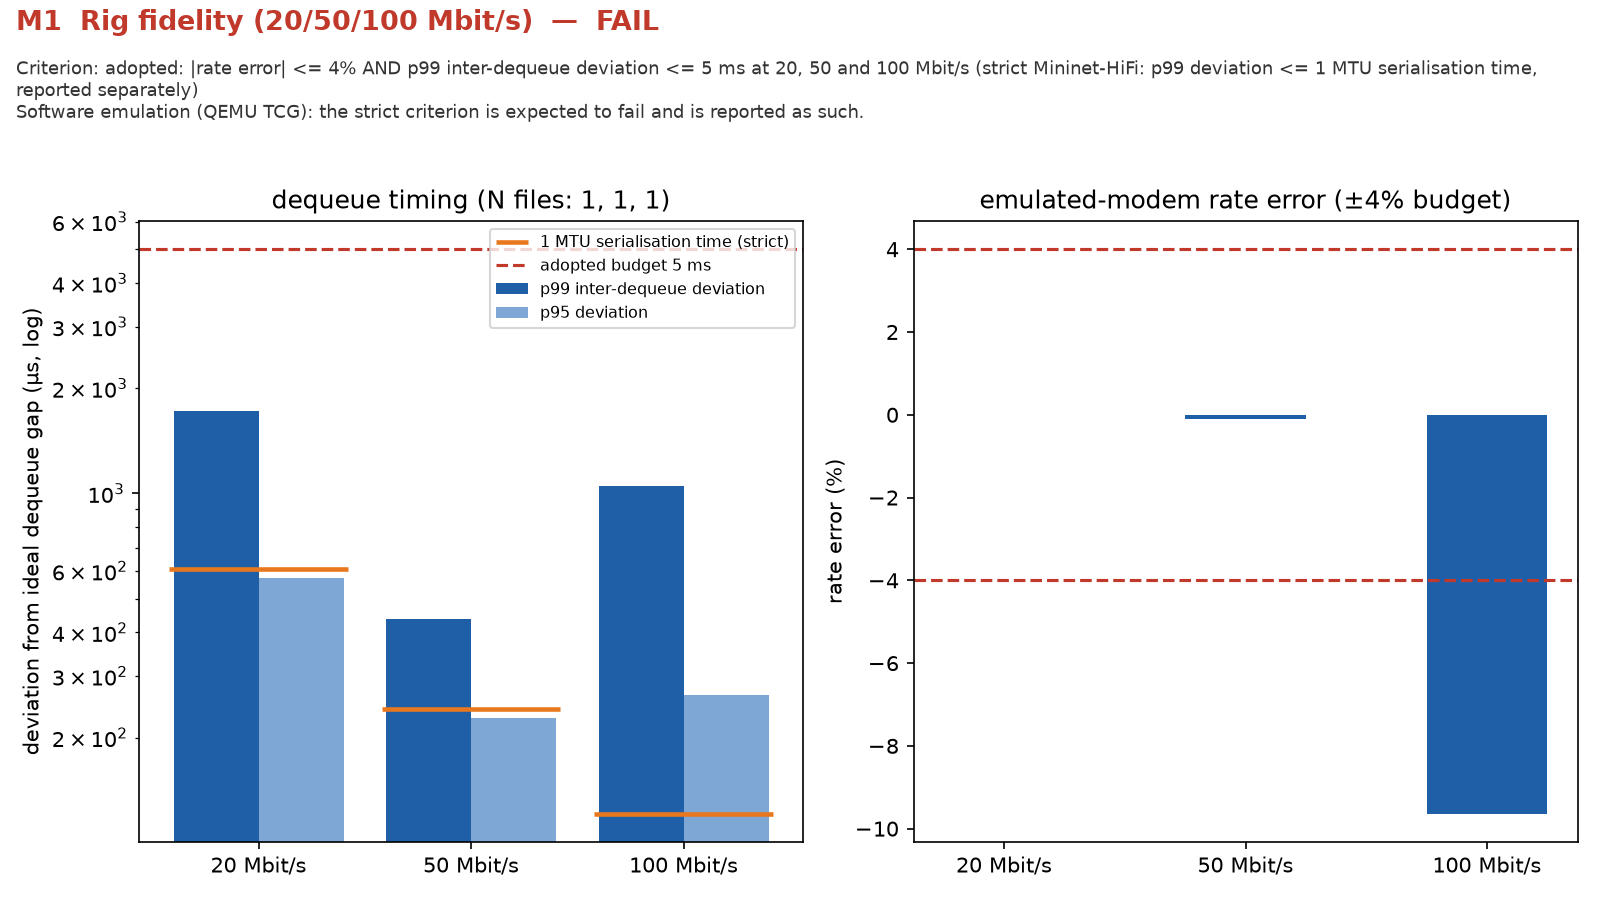 M1  Rig fidelity (20/50/100 Mbit/s)  —  FAIL
Criterion: adopted: |rate error| <= 4% AND p99 inter-dequeue deviation <= 5 ms at 20, 50 and 100 Mbit/s (strict Mininet-HiFi: p99 deviation <= 1 MTU serialisation time,
reported separately)
Software emulation (QEMU TCG): the strict criterion is expected to fail and is reported as such.
dequeue timing (N files: 1, 1, 1)
deviation from ideal dequeue gap (µs, log)
6 × 10³
4 × 10³
3 × 10³
2 × 10³
10³
6 × 10²
4 × 10²
3 × 10²
2 × 10²
1 MTU serialisation time (strict)
adopted budget 5 ms
p99 inter-dequeue deviation
p95 deviation
20 Mbit/s
50 Mbit/s
100 Mbit/s
emulated-modem rate error (±4% budget)
rate error (%)
4
2
0
−2
−4
−6
−8
−10
20 Mbit/s
50 Mbit/s
100 Mbit/s